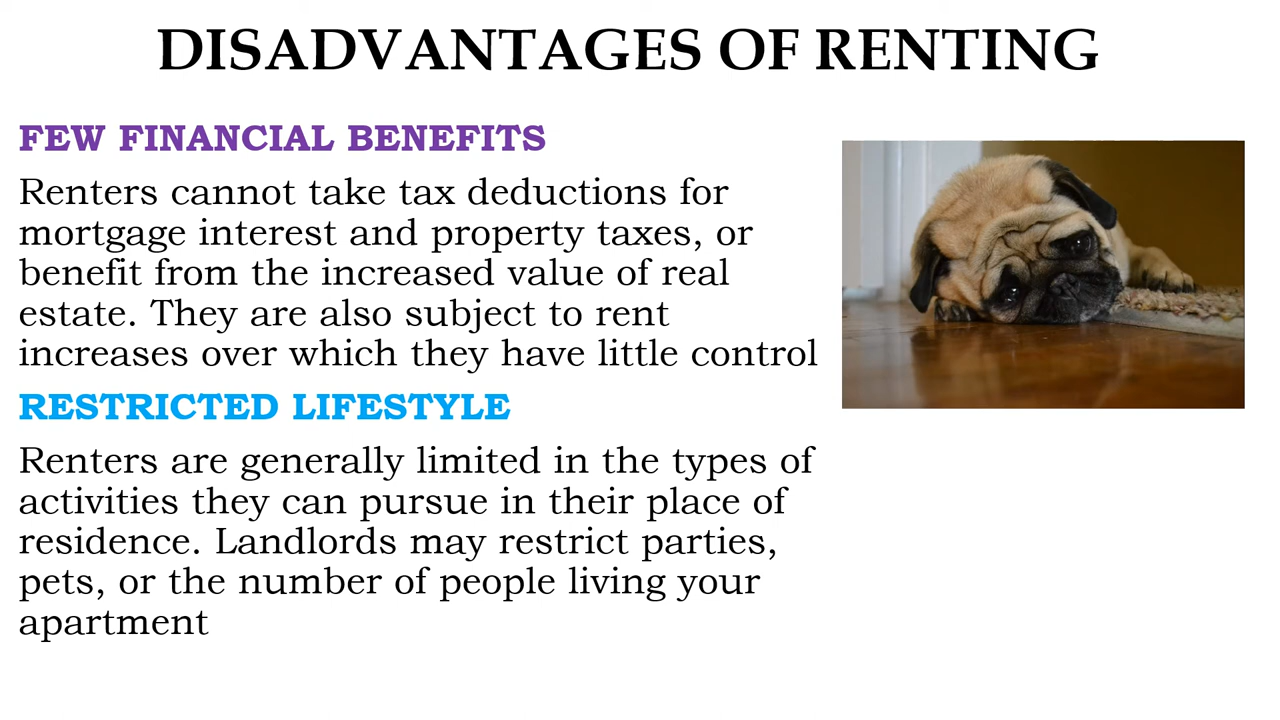 DISADVANTAGES OF RENTING
FEW FINANCIAL BENEFITS
Renters cannot take tax deductions for
mortgage interest and property taxes, or
benefit from the increased value of real
estate. They are also subject to rent
increases over which they have little control
RESTRICTED LIFESTYLE
Renters are generally limited in the types of
activities they can pursue in their place of
residence. Landlords may restrict parties,
pets, or the number of people living your
apartment